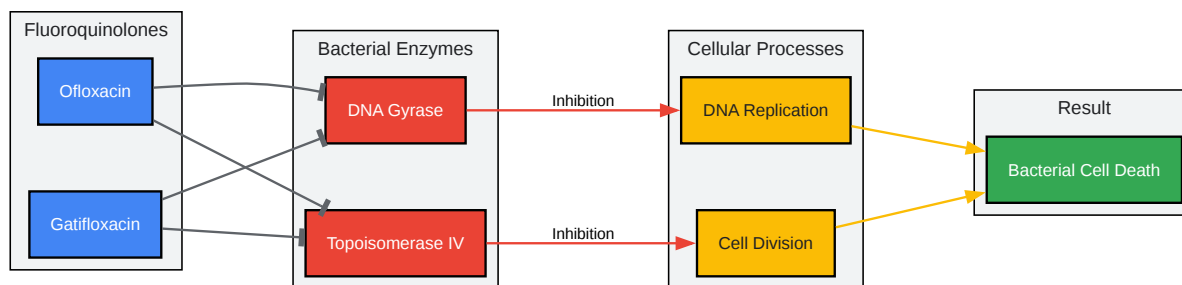 Fluoroquinolones
Ofloxacin
Gatifloxacin
Bacterial Enzymes
DNA Gyrase
Topoisomerase IV
Inhibition
Inhibition
Cellular Processes
DNA Replication
Cell Division
Result
Bacterial Cell Death